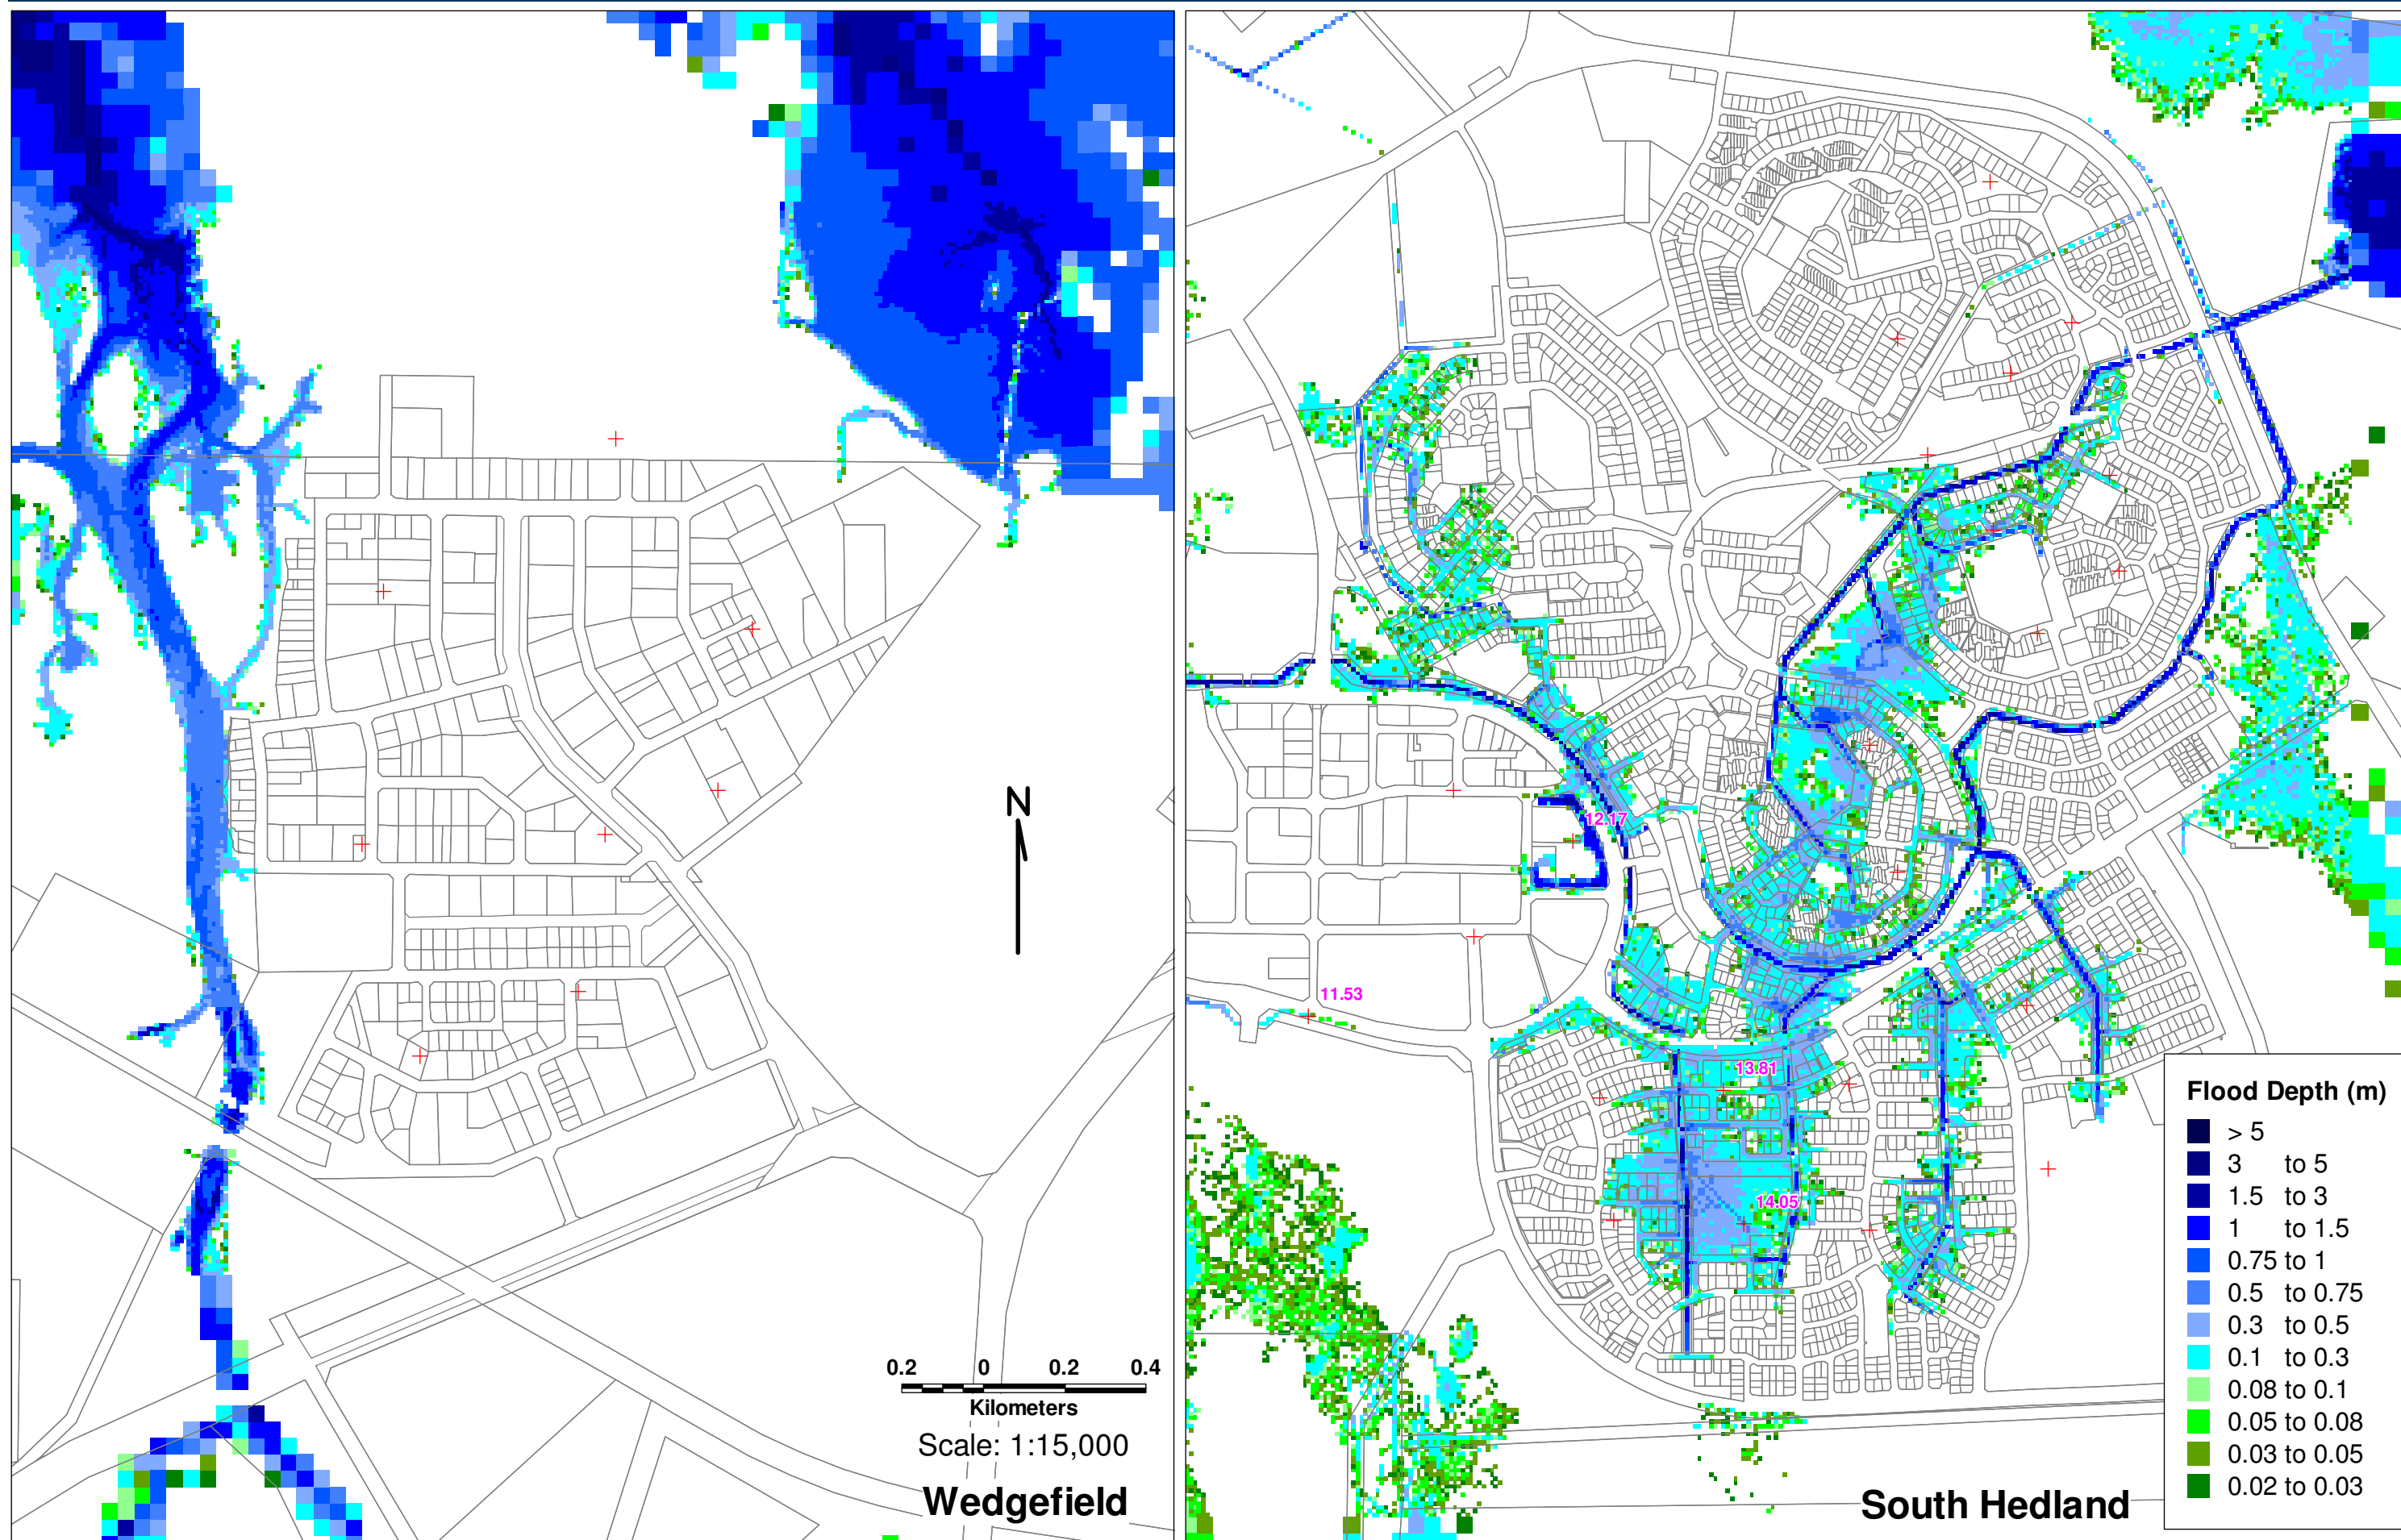 N
0.2 0 0.2 0.4
Kilometers
Scale: 1:15,000
Wedgefield
12.17
11.53
13.81
14.05
South Hedland
Flood Depth (m)
> 5
3 to 5
1.5 to 3
1 to 1.5
0.75 to 1
0.5 to 0.75
0.3 to 0.5
0.1 to 0.3
0.08 to 0.1
0.05 to 0.08
0.03 to 0.05
0.02 to 0.03